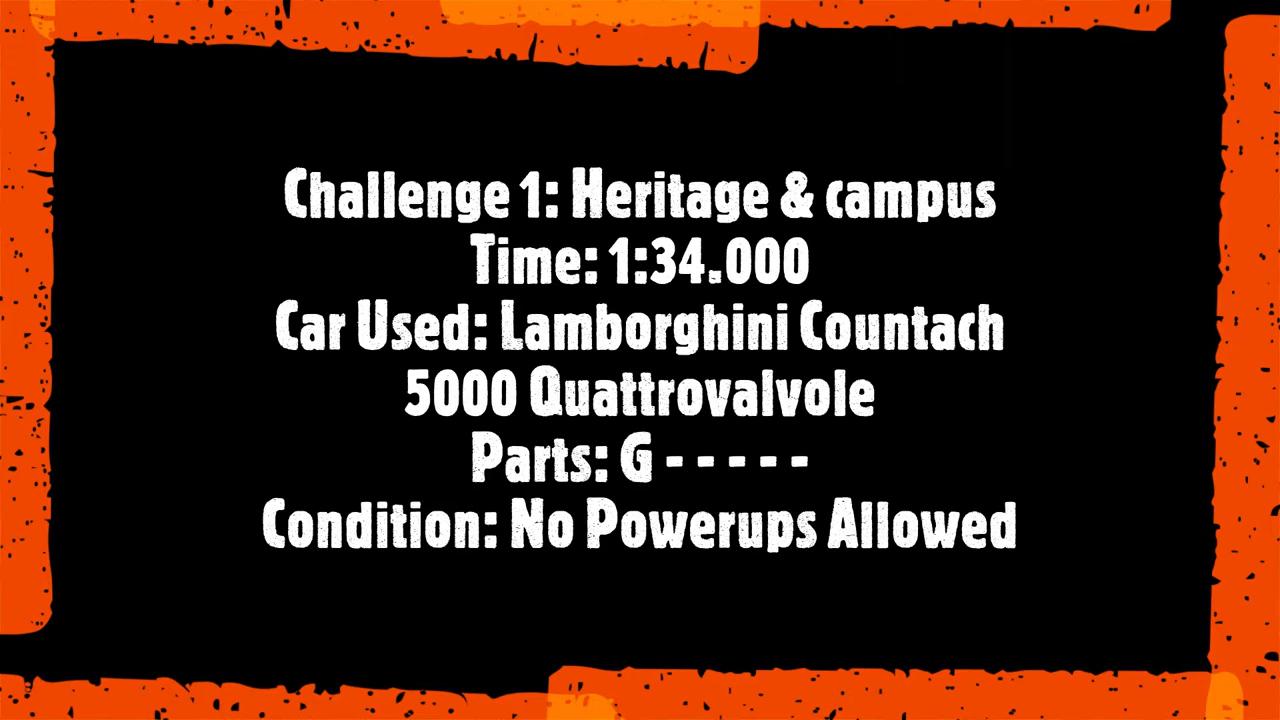 Challenge 1: Heritage & campus
Time: 1:34.000
Car Used: Lamborghini Countach
5000 Quattrovalvole
Parts: G - - - - -
Condition: No Powerups Allowed